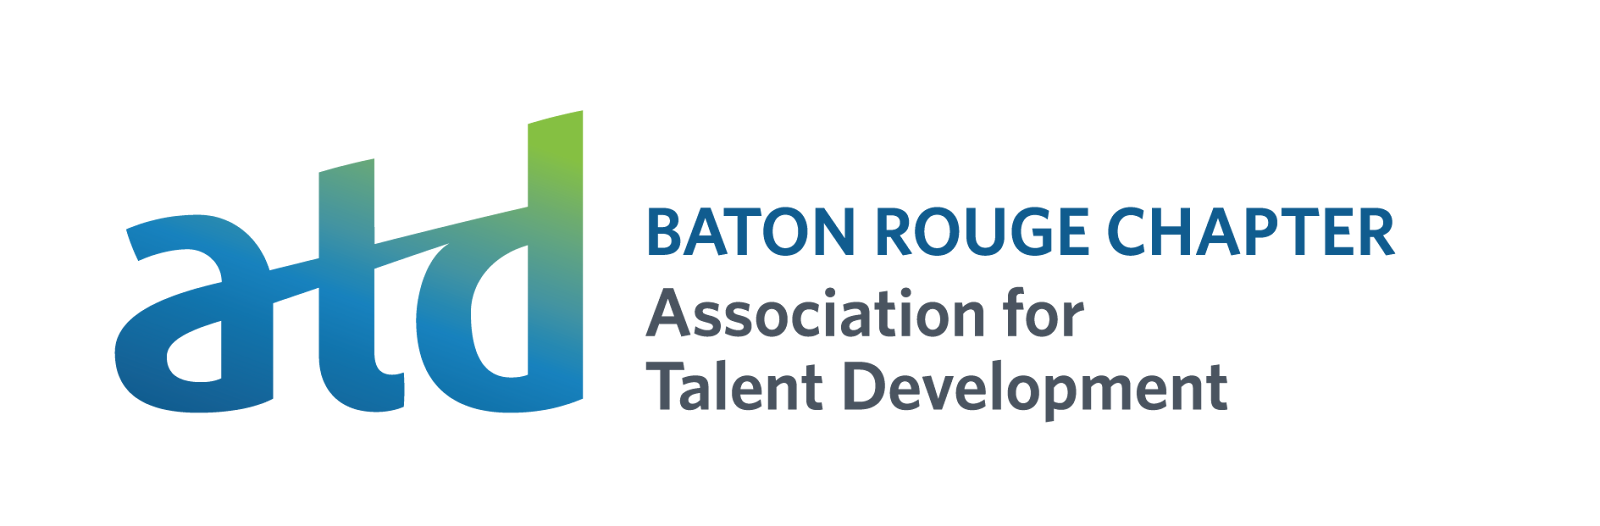 atd
BATON ROUGE CHAPTER
Association for
Talent Development